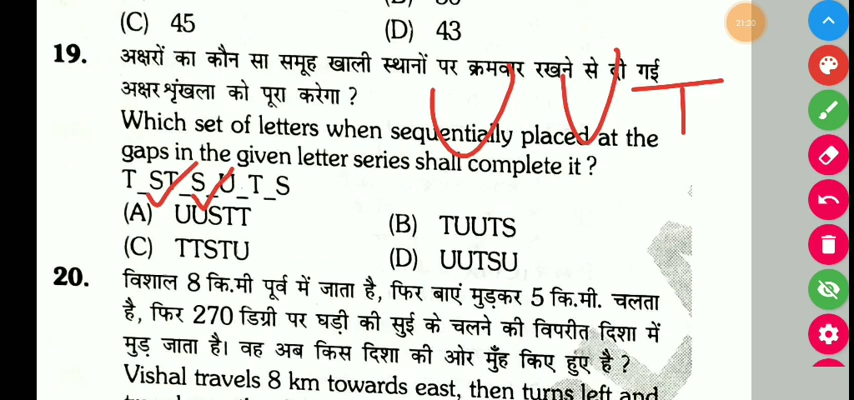 (C) 45
(D)
(D) 43
21:30
19. अक्षरों का कौन सा समूह खाली स्थानों पर क्रमवार रखने से दी गई
अक्षर शृंखला को पूरा करेगा ?
Which set of letters when sequentially placed at the
gaps in the given letter series shall complete it ?
T_ST_S_U_T_S
(A) UUSTT
(B) TUUTS
(C) TTSTU
(D) UUTSU
U U T
20. विशाल 8 कि.मी पूर्व में जाता है, फिर बाएं मुड़कर 5 कि.मी. चलता
है, फिर 270 डिग्री पर घड़ी की सुई के चलने की विपरीत दिशा में
मुड़ जाता है। वह अब किस दिशा की ओर मुँह किए हुए है ?
Vishal travels 8 km towards east, then turns left and